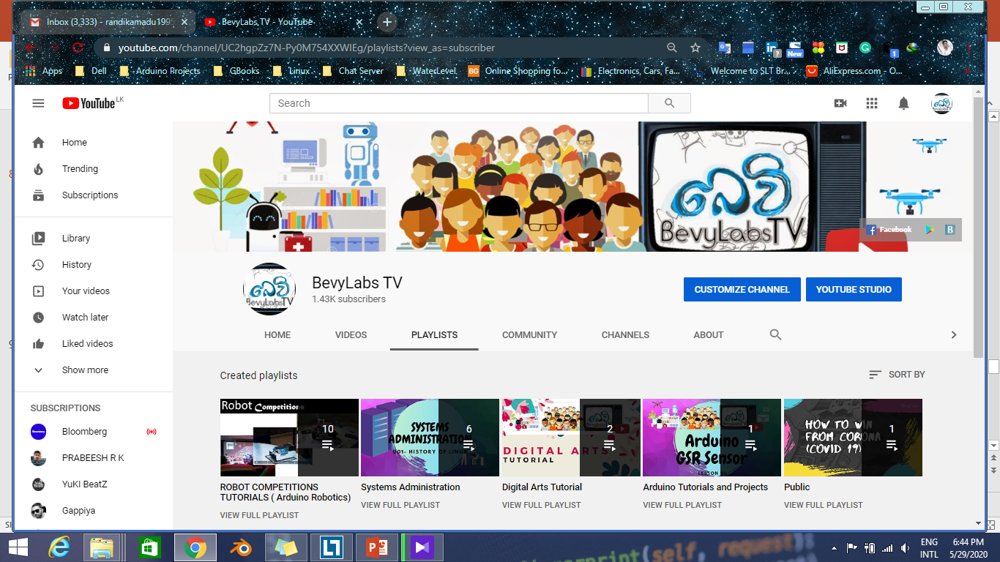 Inbox (3,333) - randikamadu199
BevyLabs TV - YouTube
youtube.com/channel/UC2hgpZz7N-Py0M754XXWIEg/playlists?view_as=subscriber
New
1
Apps
Dell
Arduino Projects
GBooks
Linux
Chat Server
WaterLevel
BG Online Shopping fo...
Electronics, Cars, Fa...
Welcome to SLT Br...
AliExpress.com - O...
YouTube LK
Search
Home
Trending
Subscriptions
Library
History
Your videos
Watch later
Liked videos
Show more
SUBSCRIPTIONS
Bloomberg
PRABEESH R K
YuKI BeatZ
Gappiya
බෙවි
BevyLabsTV
Facebook
B
බෙවි
BevyLabsTV
BevyLabs TV
1.43K subscribers
CUSTOMIZE CHANNEL
YOUTUBE STUDIO
HOME
VIDEOS
PLAYLISTS
COMMUNITY
CHANNELS
ABOUT
Created playlists
SORT BY
Robot Competitions
10
ROBOT COMPETITIONS
TUTORIALS ( Arduino Robotics)
VIEW FULL PLAYLIST
SYSTEMS
ADMINISTRATION
001- HISTORY OF LINUX
6
Systems Administration
VIEW FULL PLAYLIST
DIGITAL ARTS
TUTORIAL
2
Digital Arts Tutorial
VIEW FULL PLAYLIST
Arduino
GSR Sensor
LESSON 01
1
Arduino Tutorials and Projects
VIEW FULL PLAYLIST
HOW TO WIN
FROM CORONA
(COVID 19)
1
Public
VIEW FULL PLAYLIST
ENG
INTL
6:44 PM
5/29/2020